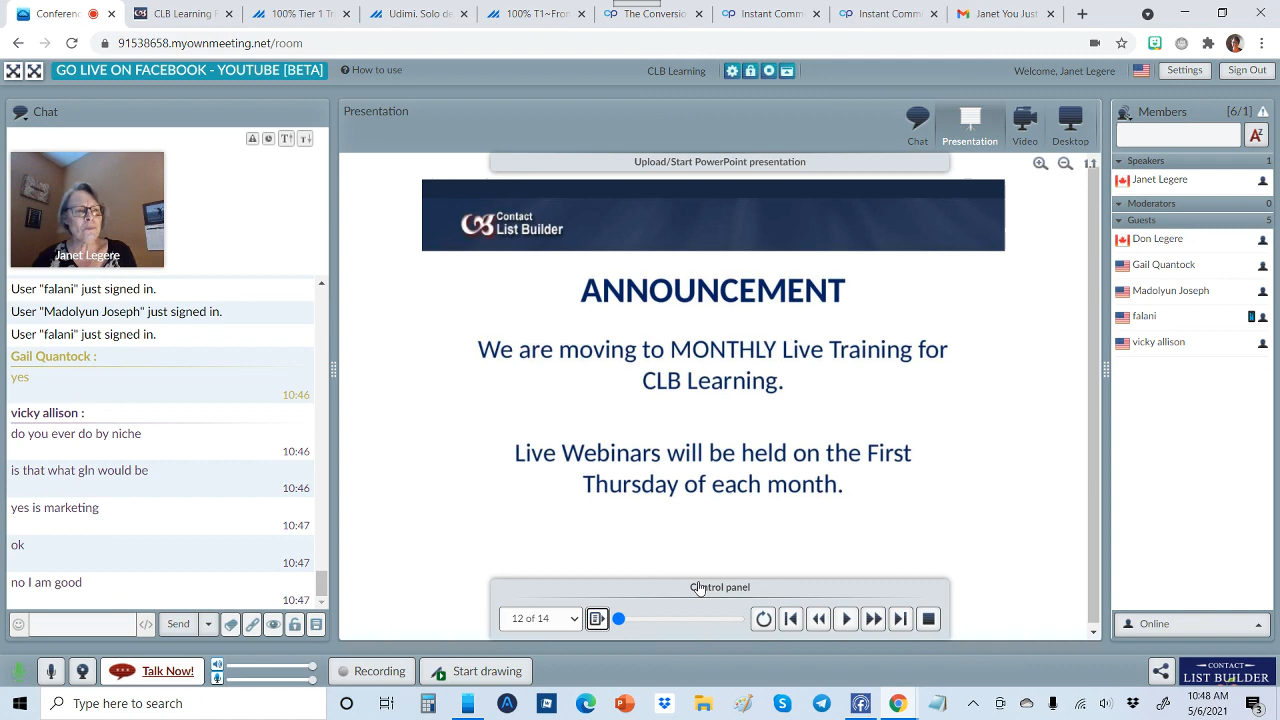 Conferenc
CLB Learning F
100% Tier 1 T
Udimi. Solo de
100% T1~Fron
The Conversio
Instant Comm
Instant Comm
Janet You Just
91538658.myownmeeting.net/room
GO LIVE ON FACEBOOK - YOUTUBE [BETA]
How to use
CLB Learning
Welcome, Janet Legere
Settings
Sign Out
Chat
Janet Legere
User "falani" just signed in.
User "Madolyun Joseph" just signed in.
User "falani" just signed in.
Gail Quantock :
yes
10:46
vicky allison :
do you ever do by niche
10:46
is that what gln would be
10:46
yes is marketing
10:47
ok
10:47
no I am good
10:47
Send
Presentation
Chat
Presentation
Video
Desktop
Upload/Start PowerPoint presentation
1:1
Contact
List Builder
ANNOUNCEMENT
We are moving to MONTHLY Live Training for
CLB Learning.
Live Webinars will be held on the First
Thursday of each month.
Control panel
12 of 14
Members
[6/1]
Speakers 1
Janet Legere
Moderators 0
Guests 5
Don Legere
Gail Quantock
Madolyun Joseph
falani
vicky allison
Online
Talk Now!
Recording
Start drawing
CONTACT
LIST BUILDER
Type here to search
10:48 AM
5/6/2021
3